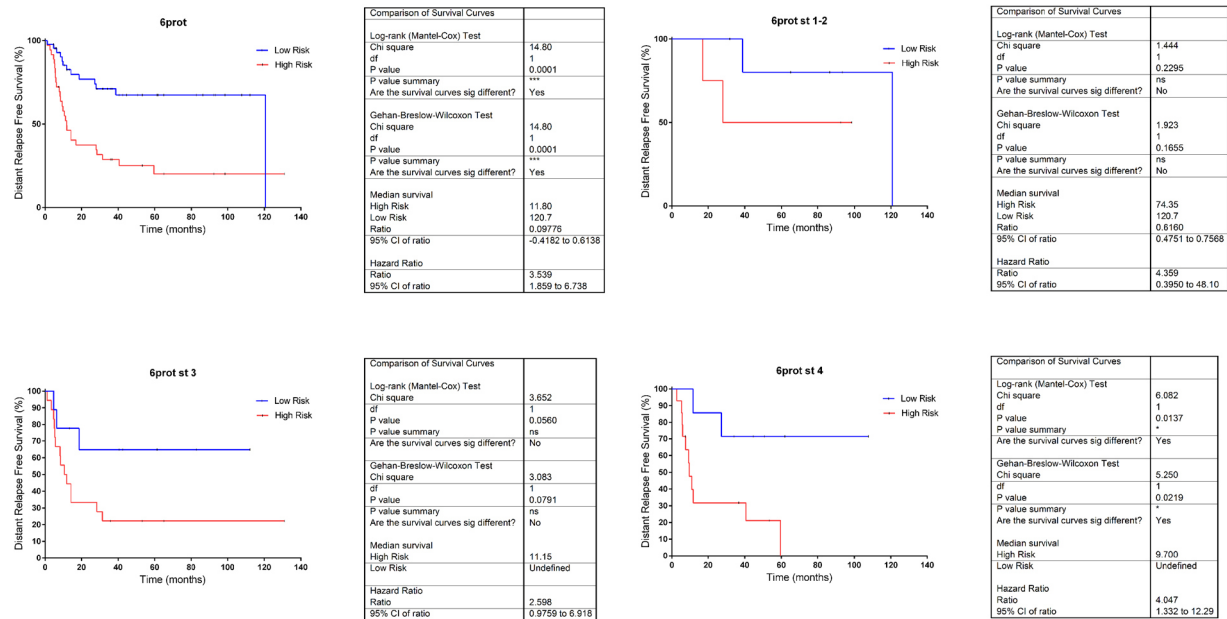 6prot
Distant Relapse Free Survival (%)
100
50
0
0 20 40 60 80 100 120 140
Time (months)
Low Risk
High Risk
Comparison of Survival Curves
Log-rank (Mantel-Cox) Test
Chi square 14.80
df 1
P value 0.0001
P value summary ***
Are the survival curves sig different? Yes
Gehan-Breslow-Wilcoxon Test
Chi square 14.80
df 1
P value 0.0001
P value summary ***
Are the survival curves sig different? Yes
Median survival
High Risk 11.80
Low Risk 120.7
Ratio 0.09776
95% CI of ratio -0.4182 to 0.6138
Hazard Ratio
Ratio 3.539
95% CI of ratio 1.859 to 6.738
6prot st 1-2
Distant Relapse Free Survival (%)
100
50
0
0 20 40 60 80 100 120 140
Time (months)
Low Risk
High Risk
Comparison of Survival Curves
Log-rank (Mantel-Cox) Test
Chi square 1.444
df 1
P value 0.2295
P value summary ns
Are the survival curves sig different? No
Gehan-Breslow-Wilcoxon Test
Chi square 1.923
df 1
P value 0.1655
P value summary ns
Are the survival curves sig different? No
Median survival
High Risk 74.35
Low Risk 120.7
Ratio 0.6160
95% CI of ratio 0.4751 to 0.7568
Hazard Ratio
Ratio 4.359
95% CI of ratio 0.3950 to 48.10
6prot st 3
Distant Relapse Free Survival (%)
100
90
80
70
60
50
40
30
20
10
0
0 20 40 60 80 100 120 140
Time (months)
Low Risk
High Risk
Comparison of Survival Curves
Log-rank (Mantel-Cox) Test
Chi square 3.652
df 1
P value 0.0560
P value summary ns
Are the survival curves sig different? No
Gehan-Breslow-Wilcoxon Test
Chi square 3.083
df 1
P value 0.0791
P value summary ns
Are the survival curves sig different? No
Median survival
High Risk 11.15
Low Risk Undefined
Hazard Ratio
Ratio 2.598
95% CI of ratio 0.9759 to 6.918
6prot st 4
Distant Relapse Free Survival (%)
100
90
80
70
60
50
40
30
20
10
0
0 20 40 60 80 100 120 140
Time (months)
Low Risk
High Risk
Comparison of Survival Curves
Log-rank (Mantel-Cox) Test
Chi square 6.082
df 1
P value 0.0137
P value summary *
Are the survival curves sig different? Yes
Gehan-Breslow-Wilcoxon Test
Chi square 5.250
df 1
P value 0.0219
P value summary *
Are the survival curves sig different? Yes
Median survival
High Risk 9.700
Low Risk Undefined
Hazard Ratio
Ratio 4.047
95% CI of ratio 1.332 to 12.29